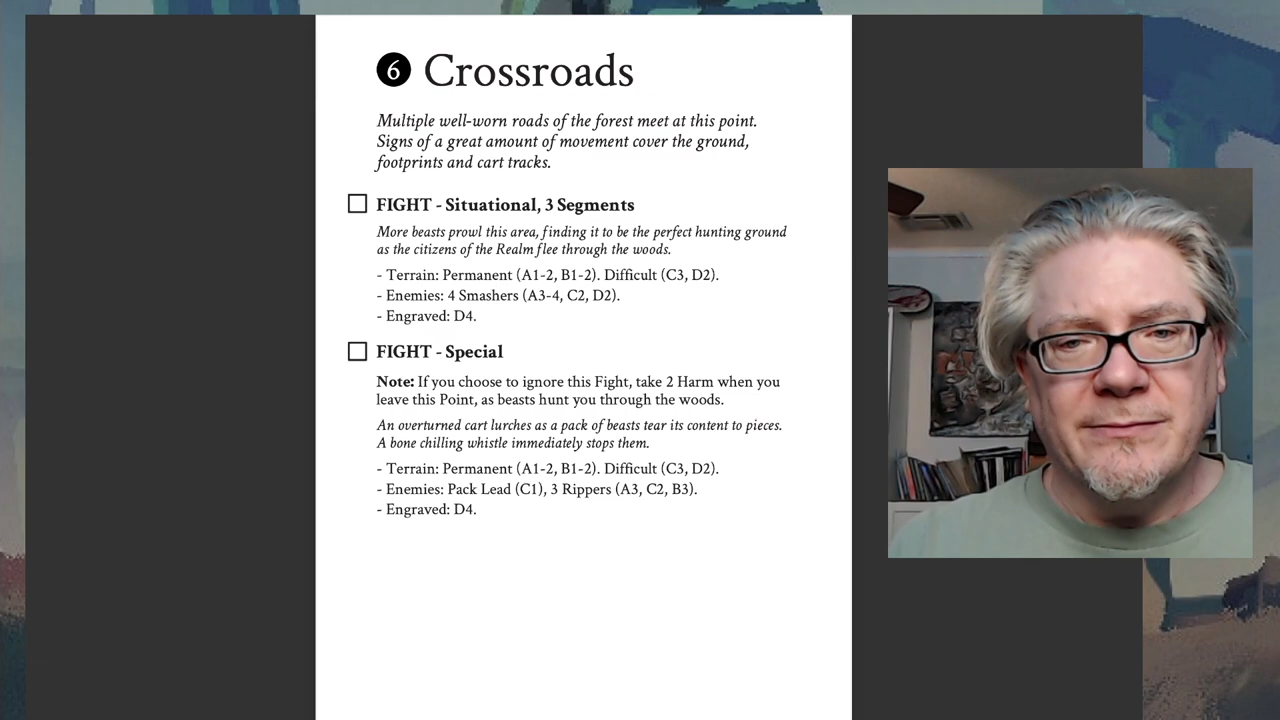 6 Crossroads
Multiple well-worn roads of the forest meet at this point.
Signs of a great amount of movement cover the ground,
footprints and cart tracks.
FIGHT - Situational, 3 Segments
More beasts prowl this area, finding it to be the perfect hunting ground
as the citizens of the Realm flee through the woods.
- Terrain: Permanent (A1-2, B1-2). Difficult (C3, D2).
- Enemies: 4 Smashers (A3-4, C2, D2).
- Engraved: D4.
FIGHT - Special
Note: If you choose to ignore this Fight, take 2 Harm when you
leave this Point, as beasts hunt you through the woods.
An overturned cart lurches as a pack of beasts tear its content to pieces.
A bone chilling whistle immediately stops them.
- Terrain: Permanent (A1-2, B1-2). Difficult (C3, D2).
- Enemies: Pack Lead (C1), 3 Rippers (A3, C2, B3).
- Engraved: D4.